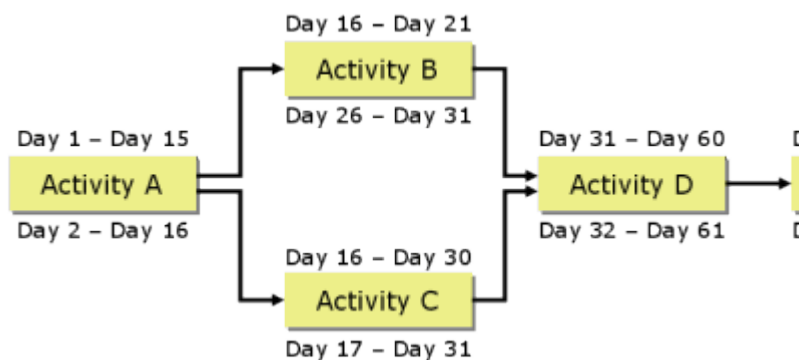 Day 16 – Day 21
Activity B
Day 26 – Day 31
Day 1 – Day 15
Activity A
Day 2 – Day 16
Day 31 – Day 60
Activity D
Day 32 – Day 61
Day 16 – Day 30
Activity C
Day 17 – Day 31